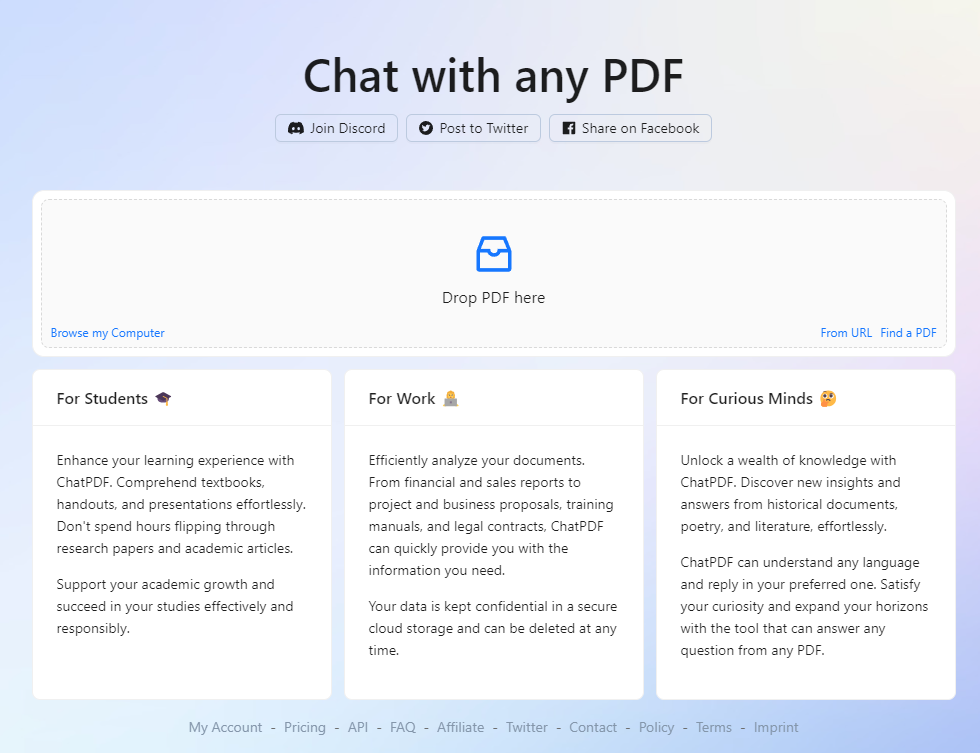 Chat with any PDF
Join Discord
Post to Twitter
Share on Facebook
Drop PDF here
Browse my Computer
From URL
Find a PDF
For Students
Enhance your learning experience with
ChatPDF. Comprehend textbooks,
handouts, and presentations effortlessly.
Don't spend hours flipping through
research papers and academic articles.
Support your academic growth and
succeed in your studies effectively and
responsibly.
For Work
Efficiently analyze your documents.
From financial and sales reports to
project and business proposals, training
manuals, and legal contracts, ChatPDF
can quickly provide you with the
information you need.
Your data is kept confidential in a secure
cloud storage and can be deleted at any
time.
For Curious Minds
Unlock a wealth of knowledge with
ChatPDF. Discover new insights and
answers from historical documents,
poetry, and literature, effortlessly.
ChatPDF can understand any language
and reply in your preferred one. Satisfy
your curiosity and expand your horizons
with the tool that can answer any
question from any PDF.
My Account - Pricing - API - FAQ - Affiliate - Twitter - Contact - Policy - Terms - Imprint